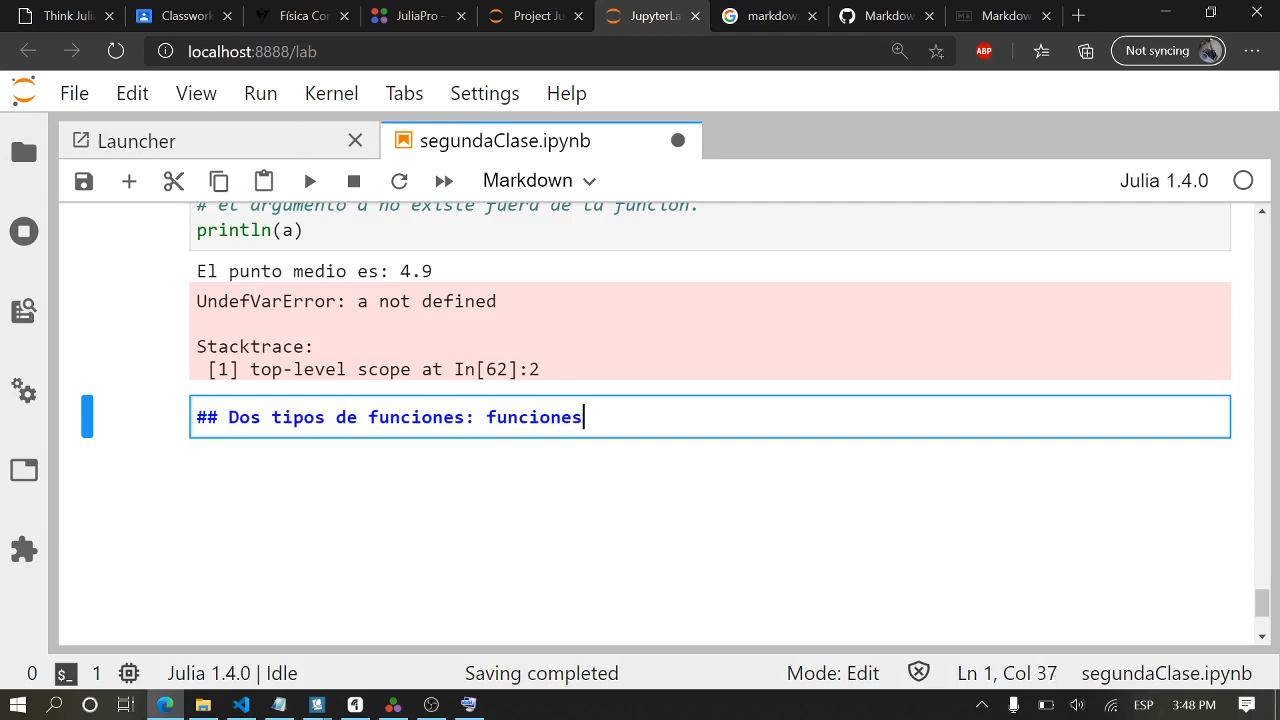 Think Julia
Classwork
Física Con
JuliaPro -
Project Ju
JupyterLa
markdow
Markdow
Markdow
localhost:8888/lab
ABP
Not syncing
File Edit View Run Kernel Tabs Settings Help
Launcher
segundaClase.ipynb
Markdown
Julia 1.4.0
# el argumento a no existe fuera de la función.
println(a)
El punto medio es: 4.9
UndefVarError: a not defined
Stacktrace:
[1] top-level scope at In[62]:2
## Dos tipos de funciones: funciones
0 $_ 1 Julia 1.4.0 | Idle Saving completed Mode: Edit Ln 1, Col 37 segundaClase.ipynb
ESP 3:48 PM